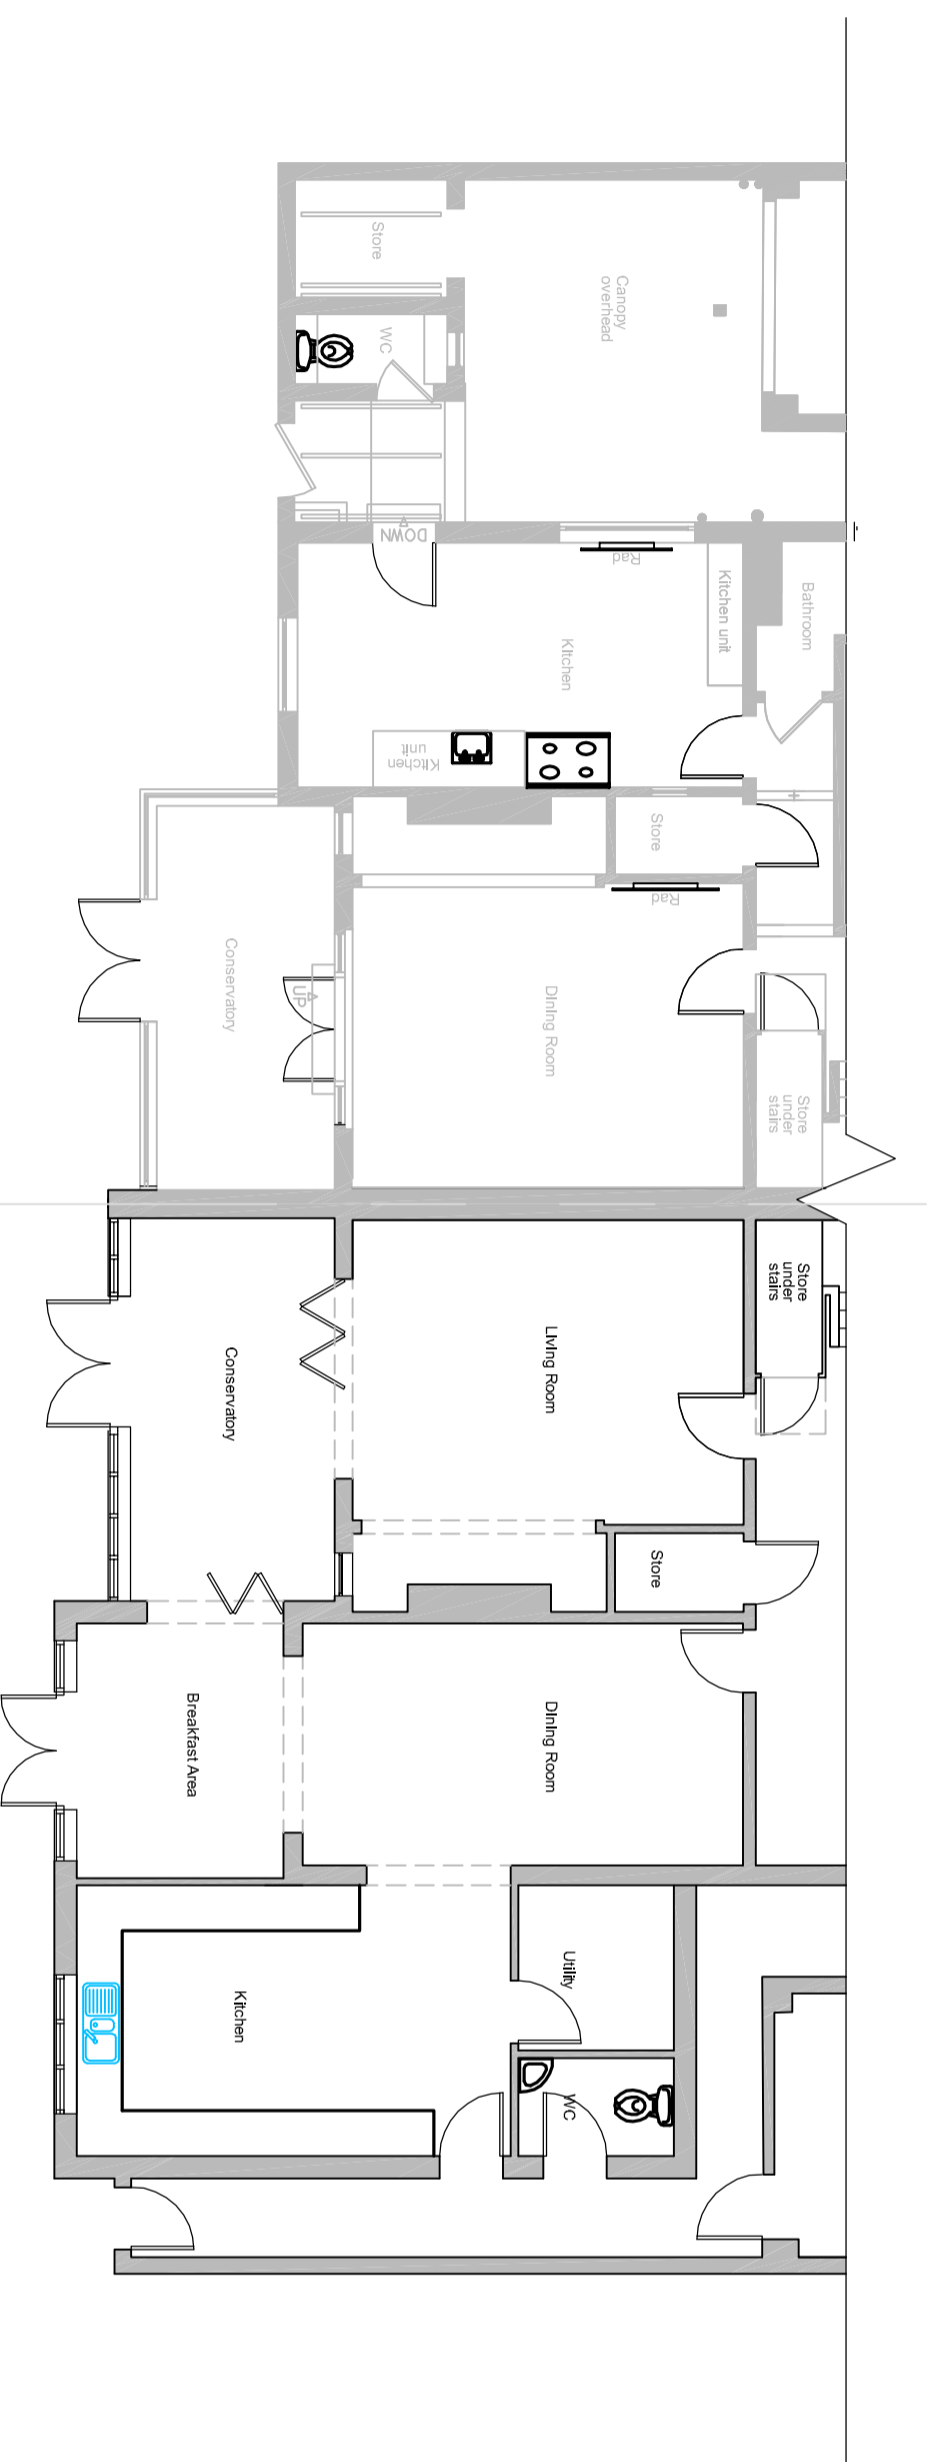 Store
WC
Canopy
overhead
DOWN
Rad
Kitchen unit
Bathroom
Kitchen
Kitchen
unit
Store
Rad
Conservatory
UP
Dining Room
Store
under
stairs
Store
under
stairs
Living Room
Conservatory
Store
Breakfast Area
Dining Room
Utility
Kitchen
WC